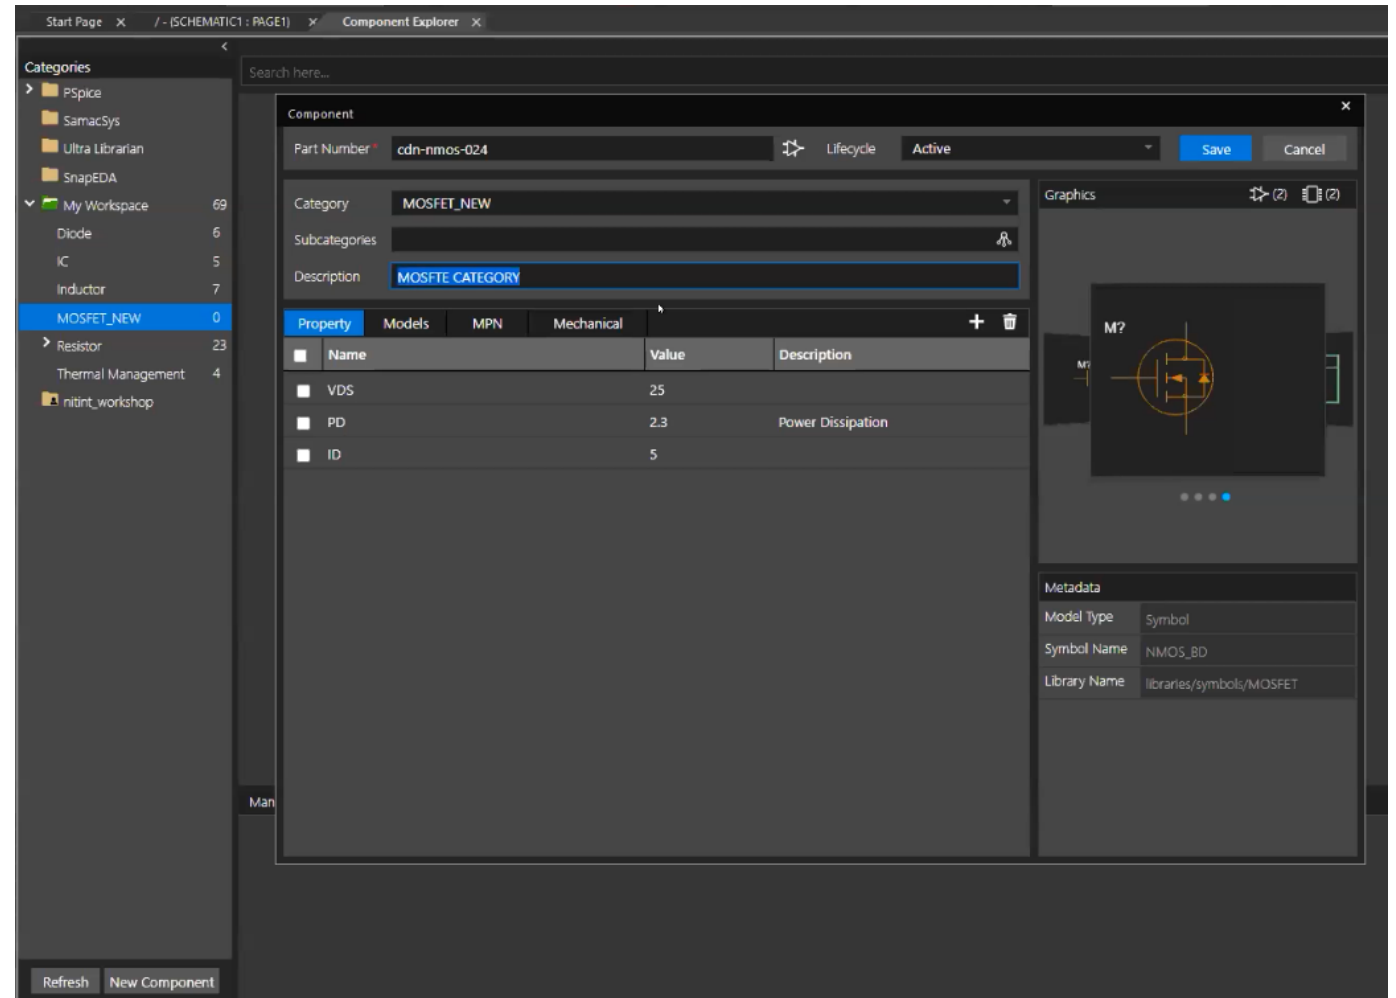 Start Page
/ - (SCHEMATIC1 : PAGE1)
Component Explorer
Categories
PSpice
SamacSys
Ultra Librarian
SnapEDA
My Workspace 69
Diode 6
IC 5
Inductor 7
MOSFET_NEW 0
Resistor 23
Thermal Management 4
nitint_workshop
Refresh
New Component
Search here...
Component
Part Number* cdn-nmos-024
Lifecycle Active
Save
Cancel
Category MOSFET_NEW
Subcategories
Description MOSFTE CATEGORY
Property Models MPN Mechanical
Name Value Description
VDS 25
PD 2.3 Power Dissipation
ID 5
Graphics (2) (2)
M?
M?
Metadata
Model Type Symbol
Symbol Name NMOS_BD
Library Name libraries/symbols/MOSFET
Man